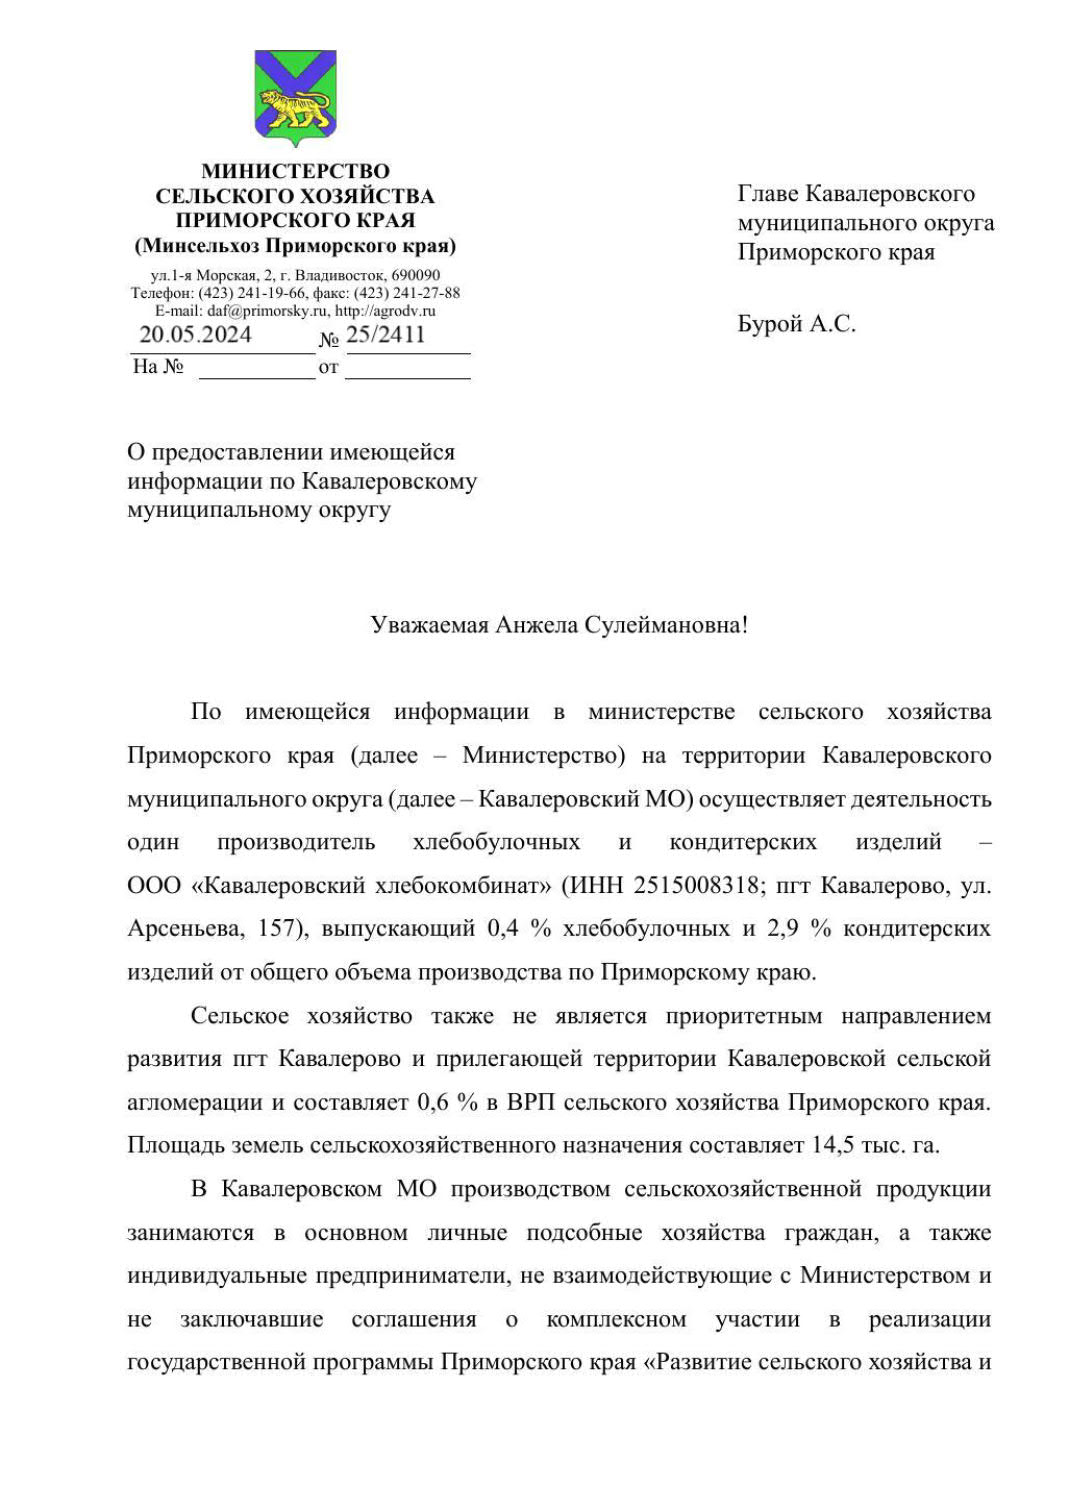 МИНИСТЕРСТВО
СЕЛЬСКОГО ХОЗЯЙСТВА
ПРИМОРСКОГО КРАЯ
(Минсельхоз Приморского края)
ул.1-я Морская, 2, г. Владивосток, 690090
Телефон: (423) 241-19-66, факс: (423) 241-27-88
E-mail: daf@primorsky.ru, http://agrodv.ru
20.05.2024 № 25/2411
На № от
Главе Кавалеровского
муниципального округа
Приморского края
Бурой А.С.
О предоставлении имеющейся
информации по Кавалеровскому
муниципальному округу
Уважаемая Анжела Сулеймановна!
По имеющейся информации в министерстве сельского хозяйства
Приморского края (далее – Министерство) на территории Кавалеровского
муниципального округа (далее – Кавалеровский МО) осуществляет деятельность
один производитель хлебобулочных и кондитерских изделий –
ООО «Кавалеровский хлебокомбинат» (ИНН 2515008318; пгт Кавалерово, ул.
Арсеньева, 157), выпускающий 0,4 % хлебобулочных и 2,9 % кондитерских
изделий от общего объема производства по Приморскому краю.
Сельское хозяйство также не является приоритетным направлением
развития пгт Кавалерово и прилегающей территории Кавалеровской сельской
агломерации и составляет 0,6 % в ВРП сельского хозяйства Приморского края.
Площадь земель сельскохозяйственного назначения составляет 14,5 тыс. га.
В Кавалеровском МО производством сельскохозяйственной продукции
занимаются в основном личные подсобные хозяйства граждан, а также
индивидуальные предприниматели, не взаимодействующие с Министерством и
не заключавшие соглашения о комплексном участии в реализации
государственной программы Приморского края «Развитие сельского хозяйства и